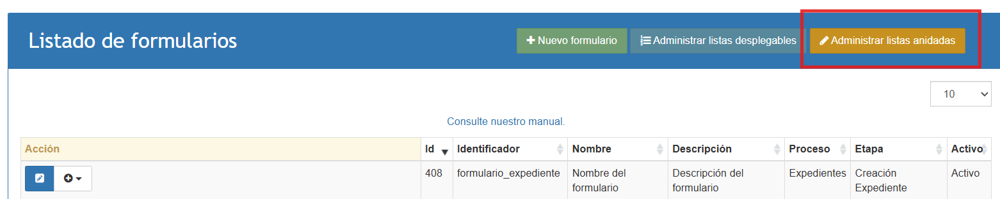 Listado de formularios
Nuevo formulario
Administrar listas desplegables
Administrar listas anidadas
10
Consulte nuestro manual.
Acción Id Identificador Nombre Descripción Proceso Etapa Activo
408 formulario_expediente Nombre del Descripción del Expedientes Creación Activo
formulario formulario Expediente